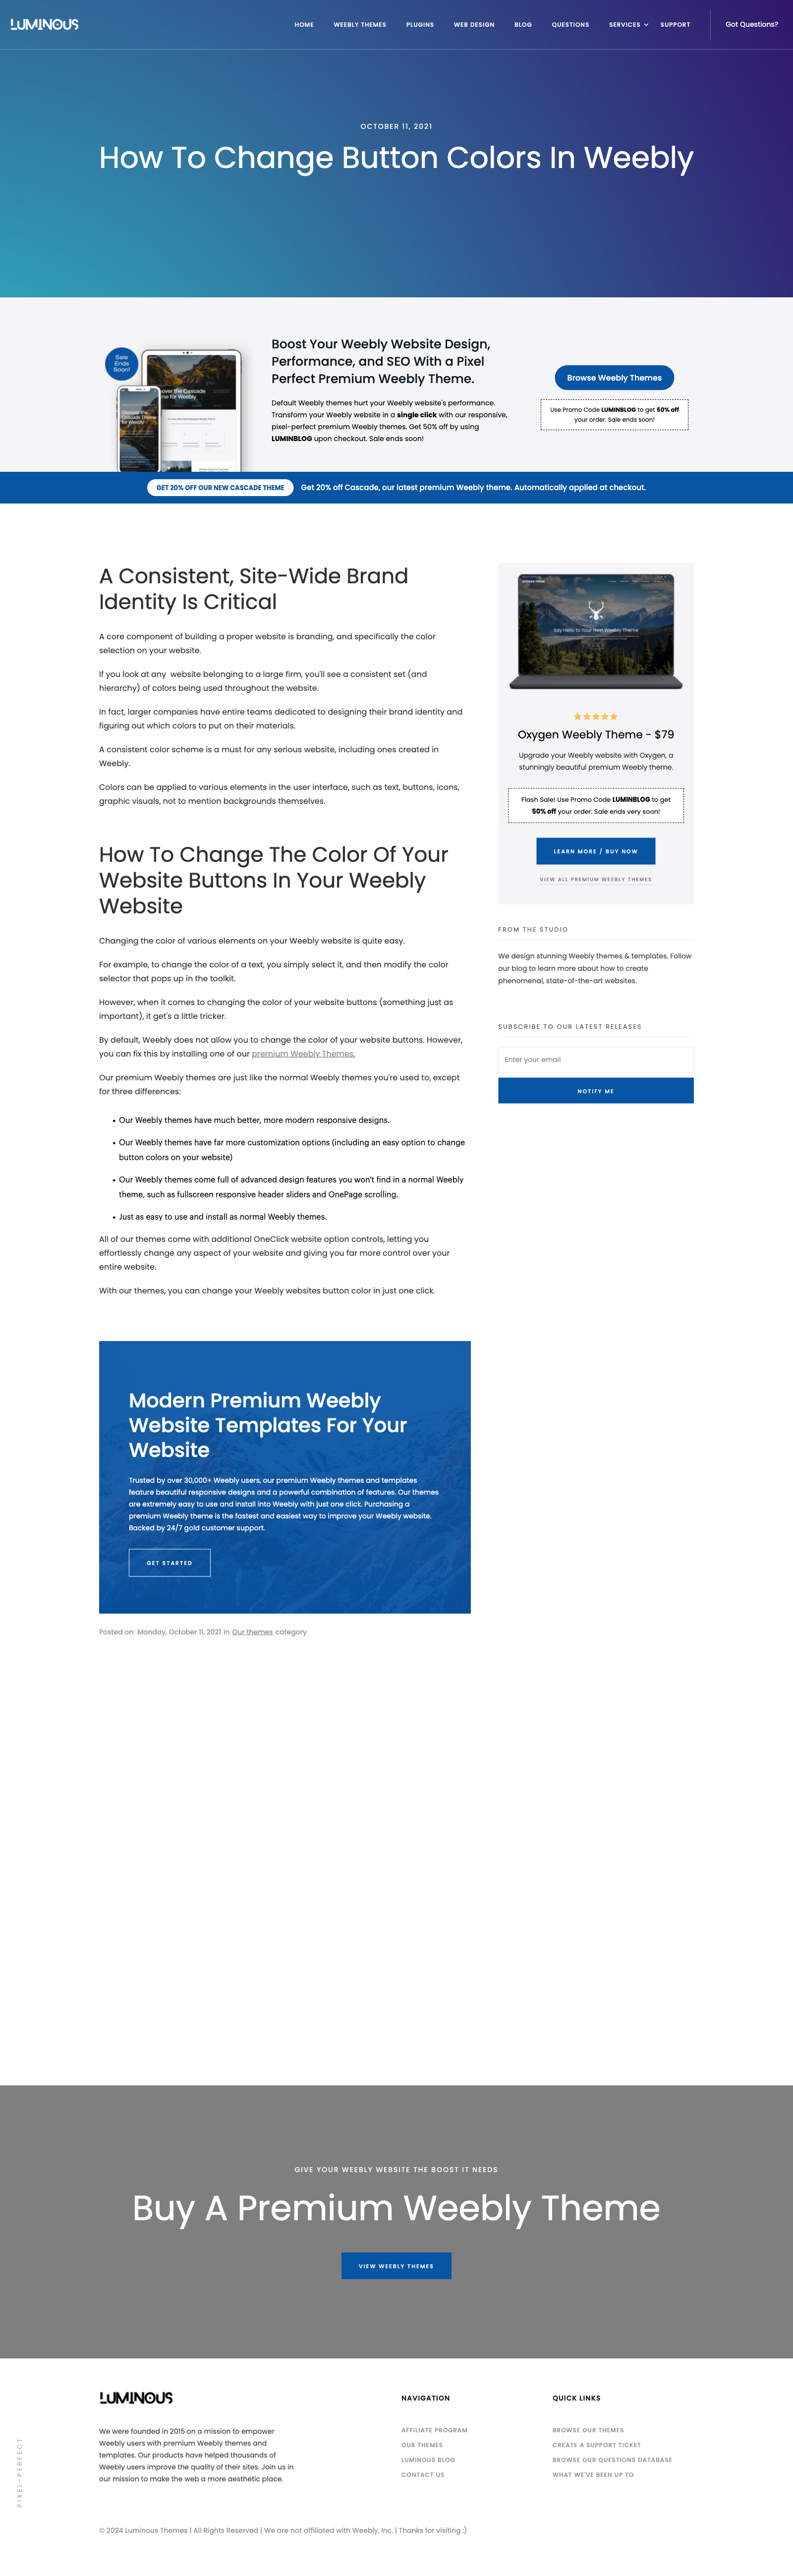 LUMINOUS
HOME WEEBLY THEMES PLUGINS WEB DESIGN BLOG QUESTIONS SERVICES SUPPORT Got Questions?
OCTOBER 11, 2021
How To Change Button Colors In Weebly
Sale
Ends
Soon!
Boost Your Weebly Website Design,
Performance, and SEO With a Pixel
Perfect Premium Weebly Theme.
Default Weebly themes hurt your Weebly website's performance.
Transform your Weebly website in a single click with our responsive,
pixel-perfect premium Weebly themes. Get 50% off by using
LUMINBLOG upon checkout. Sale ends soon!
Browse Weebly Themes
Use Promo Code LUMINBLOG to get 50% off
your order. Sale ends soon!
GET 20% OFF OUR NEW CASCADE THEME Get 20% off Cascade, our latest premium Weebly theme. Automatically applied at checkout.
A Consistent, Site-Wide Brand
Identity Is Critical
A core component of building a proper website is branding, and specifically the color
selection on your website.
If you look at any website belonging to a large firm, you'll see a consistent set (and
hierarchy) of colors being used throughout the website.
In fact, larger companies have entire teams dedicated to designing their brand identity and
figuring out which colors to put on their materials.
A consistent color scheme is a must for any serious website, including ones created in
Weebly.
Colors can be applied to various elements in the user interface, such as text, buttons, icons,
graphic visuals, not to mention backgrounds themselves.
How To Change The Color Of Your
Website Buttons In Your Weebly
Website
Changing the color of various elements on your Weebly website is quite easy.
For example, to change the color of a text, you simply select it, and then modify the color
selector that pops up in the toolkit.
However, when it comes to changing the color of your website buttons (something just as
important), it get's a little tricker.
By default, Weebly does not allow you to change the color of your website buttons. However,
you can fix this by installing one of our premium Weebly Themes.
Our premium Weebly themes are just like the normal Weebly themes you're used to, except
for three differences:
• Our Weebly themes have much better, more modern responsive designs.
• Our Weebly themes have far more customization options (including an easy option to change
button colors on your website)
• Our Weebly themes come full of advanced design features you won't find in a normal Weebly
theme, such as fullscreen responsive header sliders and OnePage scrolling.
• Just as easy to use and install as normal Weebly themes.
All of our themes come with additional OneClick website option controls, letting you
effortlessly change any aspect of your website and giving you far more control over your
entire website.
With our themes, you can change your Weebly websites button color in just one click.
Modern Premium Weebly
Website Templates For Your
Website
Trusted by over 30,000+ Weebly users, our premium Weebly themes and templates
feature beautiful responsive designs and a powerful combination of features. Our themes
are extremely easy to use and install into Weebly with just one click. Purchasing a
premium Weebly theme is the fastest and easiest way to improve your Weebly website.
Backed by 24/7 gold customer support.
GET STARTED
Posted on: Monday, October 11, 2021 in Our themes category
Say Hello to Your Next Weebly Theme
Oxygen Weebly Theme - $79
Upgrade your Weebly website with Oxygen, a
stunningly beautiful premium Weebly theme.
Flash Sale! Use Promo Code LUMINBLOG to get
50% off your order. Sale ends very soon!
LEARN MORE / BUY NOW
VIEW ALL PREMIUM WEEBLY THEMES
FROM THE STUDIO
We design stunning Weebly themes & templates. Follow
our blog to learn more about how to create
phenomenal, state-of-the-art websites.
SUBSCRIBE TO OUR LATEST RELEASES
Enter your email
NOTIFY ME
GIVE YOUR WEEBLY WEBSITE THE BOOST IT NEEDS
Buy A Premium Weebly Theme
VIEW WEEBLY THEMES
LUMINOUS
We were founded in 2015 on a mission to empower
Weebly users with premium Weebly themes and
templates. Our products have helped thousands of
Weebly users improve the quality of their sites. Join us in
our mission to make the web a more aesthetic place.
NAVIGATION
AFFILIATE PROGRAM
OUR THEMES
LUMINOUS BLOG
CONTACT US
QUICK LINKS
BROWSE OUR THEMES
CREATE A SUPPORT TICKET
BROWSE OUR QUESTIONS DATABASE
WHAT WE'VE BEEN UP TO
PIXEL-PERFECT
© 2024 Luminous Themes | All Rights Reserved | We are not affiliated with Weebly, Inc. | Thanks for visiting :)